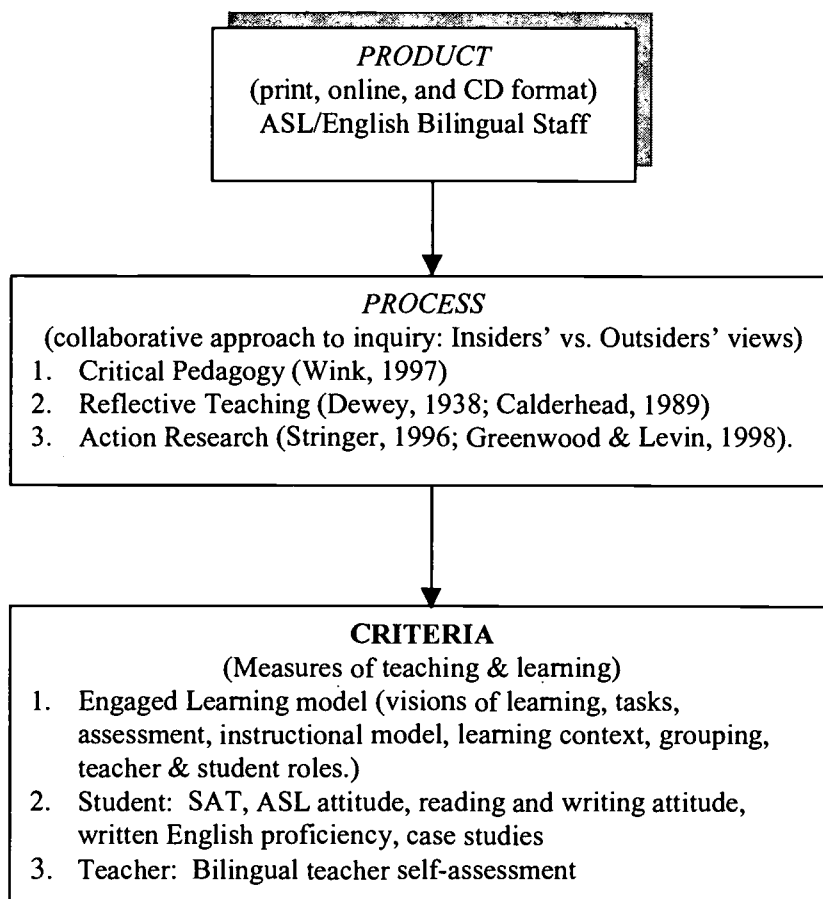 PRODUCT
(print, online, and CD format)
ASL/English Bilingual Staff
PROCESS
(collaborative approach to inquiry: Insiders' vs. Outsiders' views)
1. Critical Pedagogy (Wink, 1997)
2. Reflective Teaching (Dewey, 1938; Calderhead, 1989)
3. Action Research (Stringer, 1996; Greenwood & Levin, 1998).
CRITERIA
(Measures of teaching & learning)
1. Engaged Learning model (visions of learning, tasks,
assessment, instructional model, learning context, grouping,
teacher & student roles.)
2. Student: SAT, ASL attitude, reading and writing attitude,
written English proficiency, case studies
3. Teacher: Bilingual teacher self-assessment